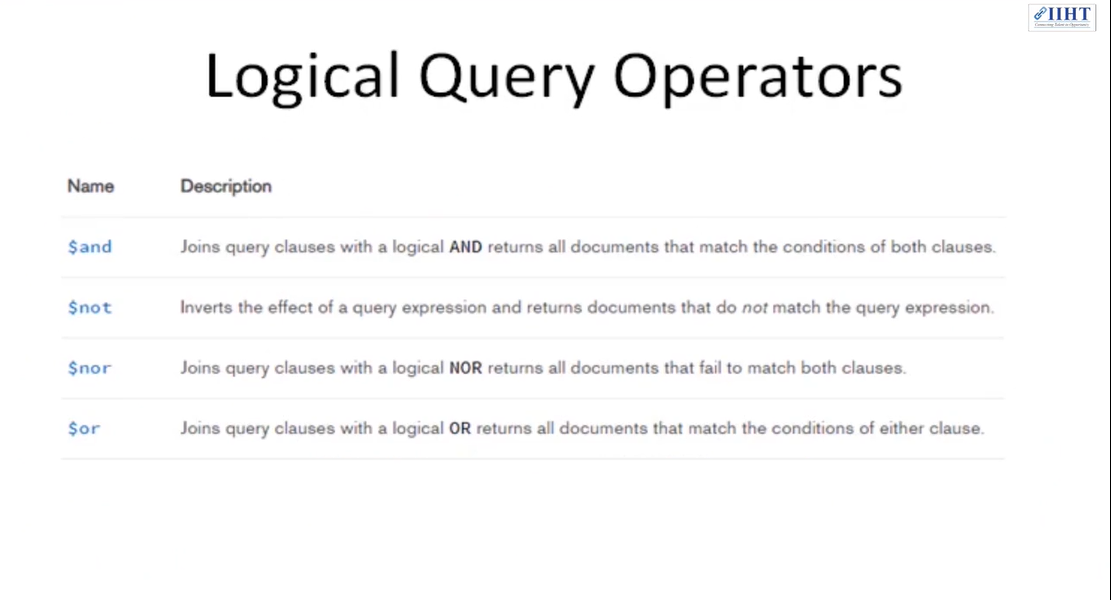 IIHT
Logical Query Operators
Name Description
$and Joins query clauses with a logical AND returns all documents that match the conditions of both clauses.
$not Inverts the effect of a query expression and returns documents that do not match the query expression.
$nor Joins query clauses with a logical NOR returns all documents that fail to match both clauses.
$or Joins query clauses with a logical OR returns all documents that match the conditions of either clause.